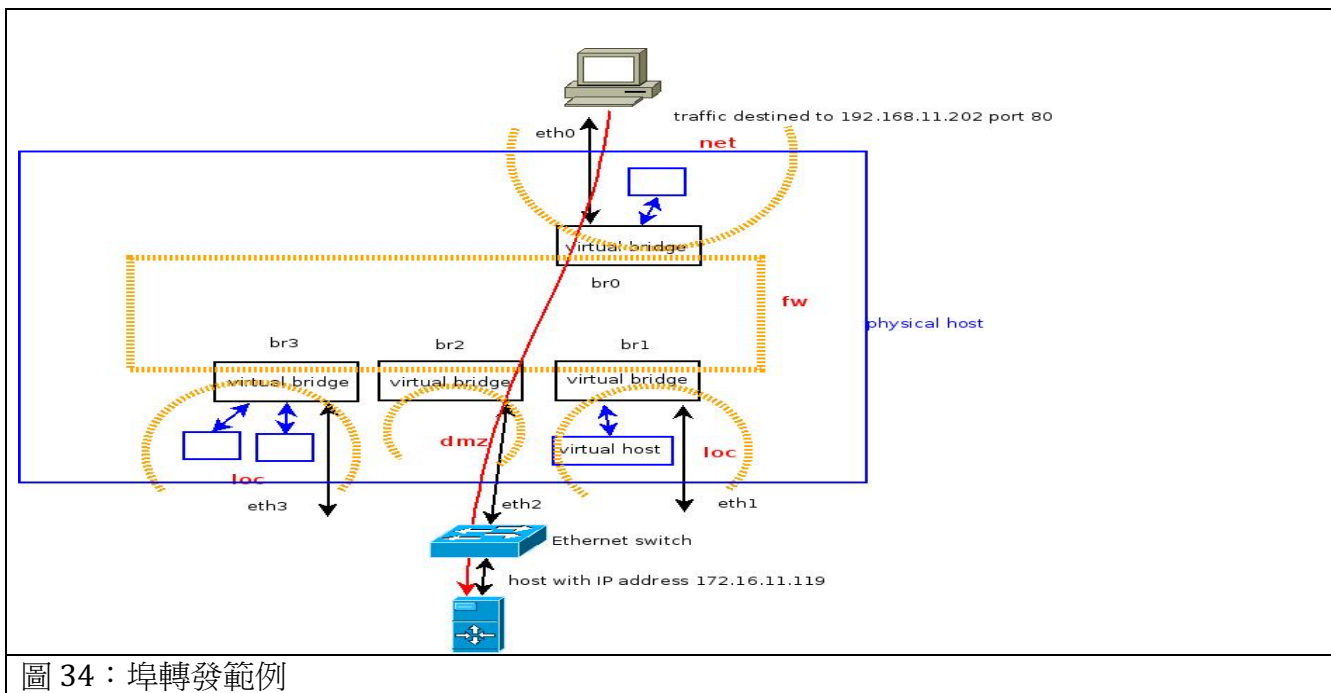 traffic destined to 192.168.11.202 port 80
eth0
net
virtual bridge
br0
fw
physical host
br3
br2
br1
virtual bridge
virtual bridge
virtual bridge
dmz
virtual host
loc
loc
eth3
eth2
eth1
Ethernet switch
host with IP address 172.16.11.119
圖 34：埠轉發範例